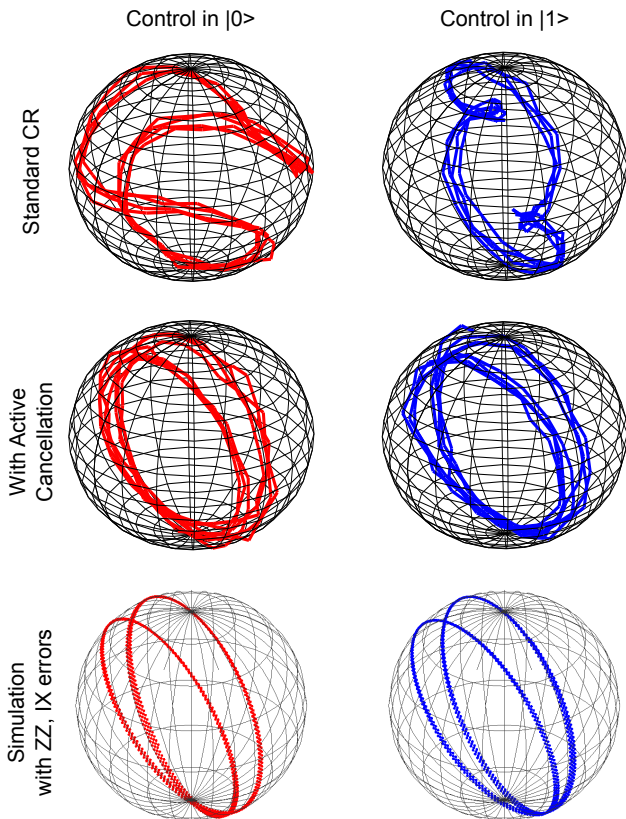 Control in |0>
Control in |1>
Standard CR
With Active
Cancellation
Simulation
with ZZ, IX errors